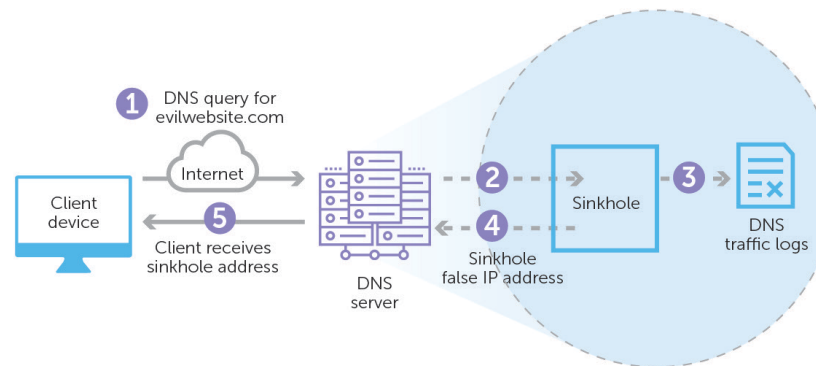 1
DNS query for
evilwebsite.com
Internet
Client
device
5
Client receives
sinkhole address
DNS
server
2
4
Sinkhole
false IP address
Sinkhole
3
DNS
traffic logs